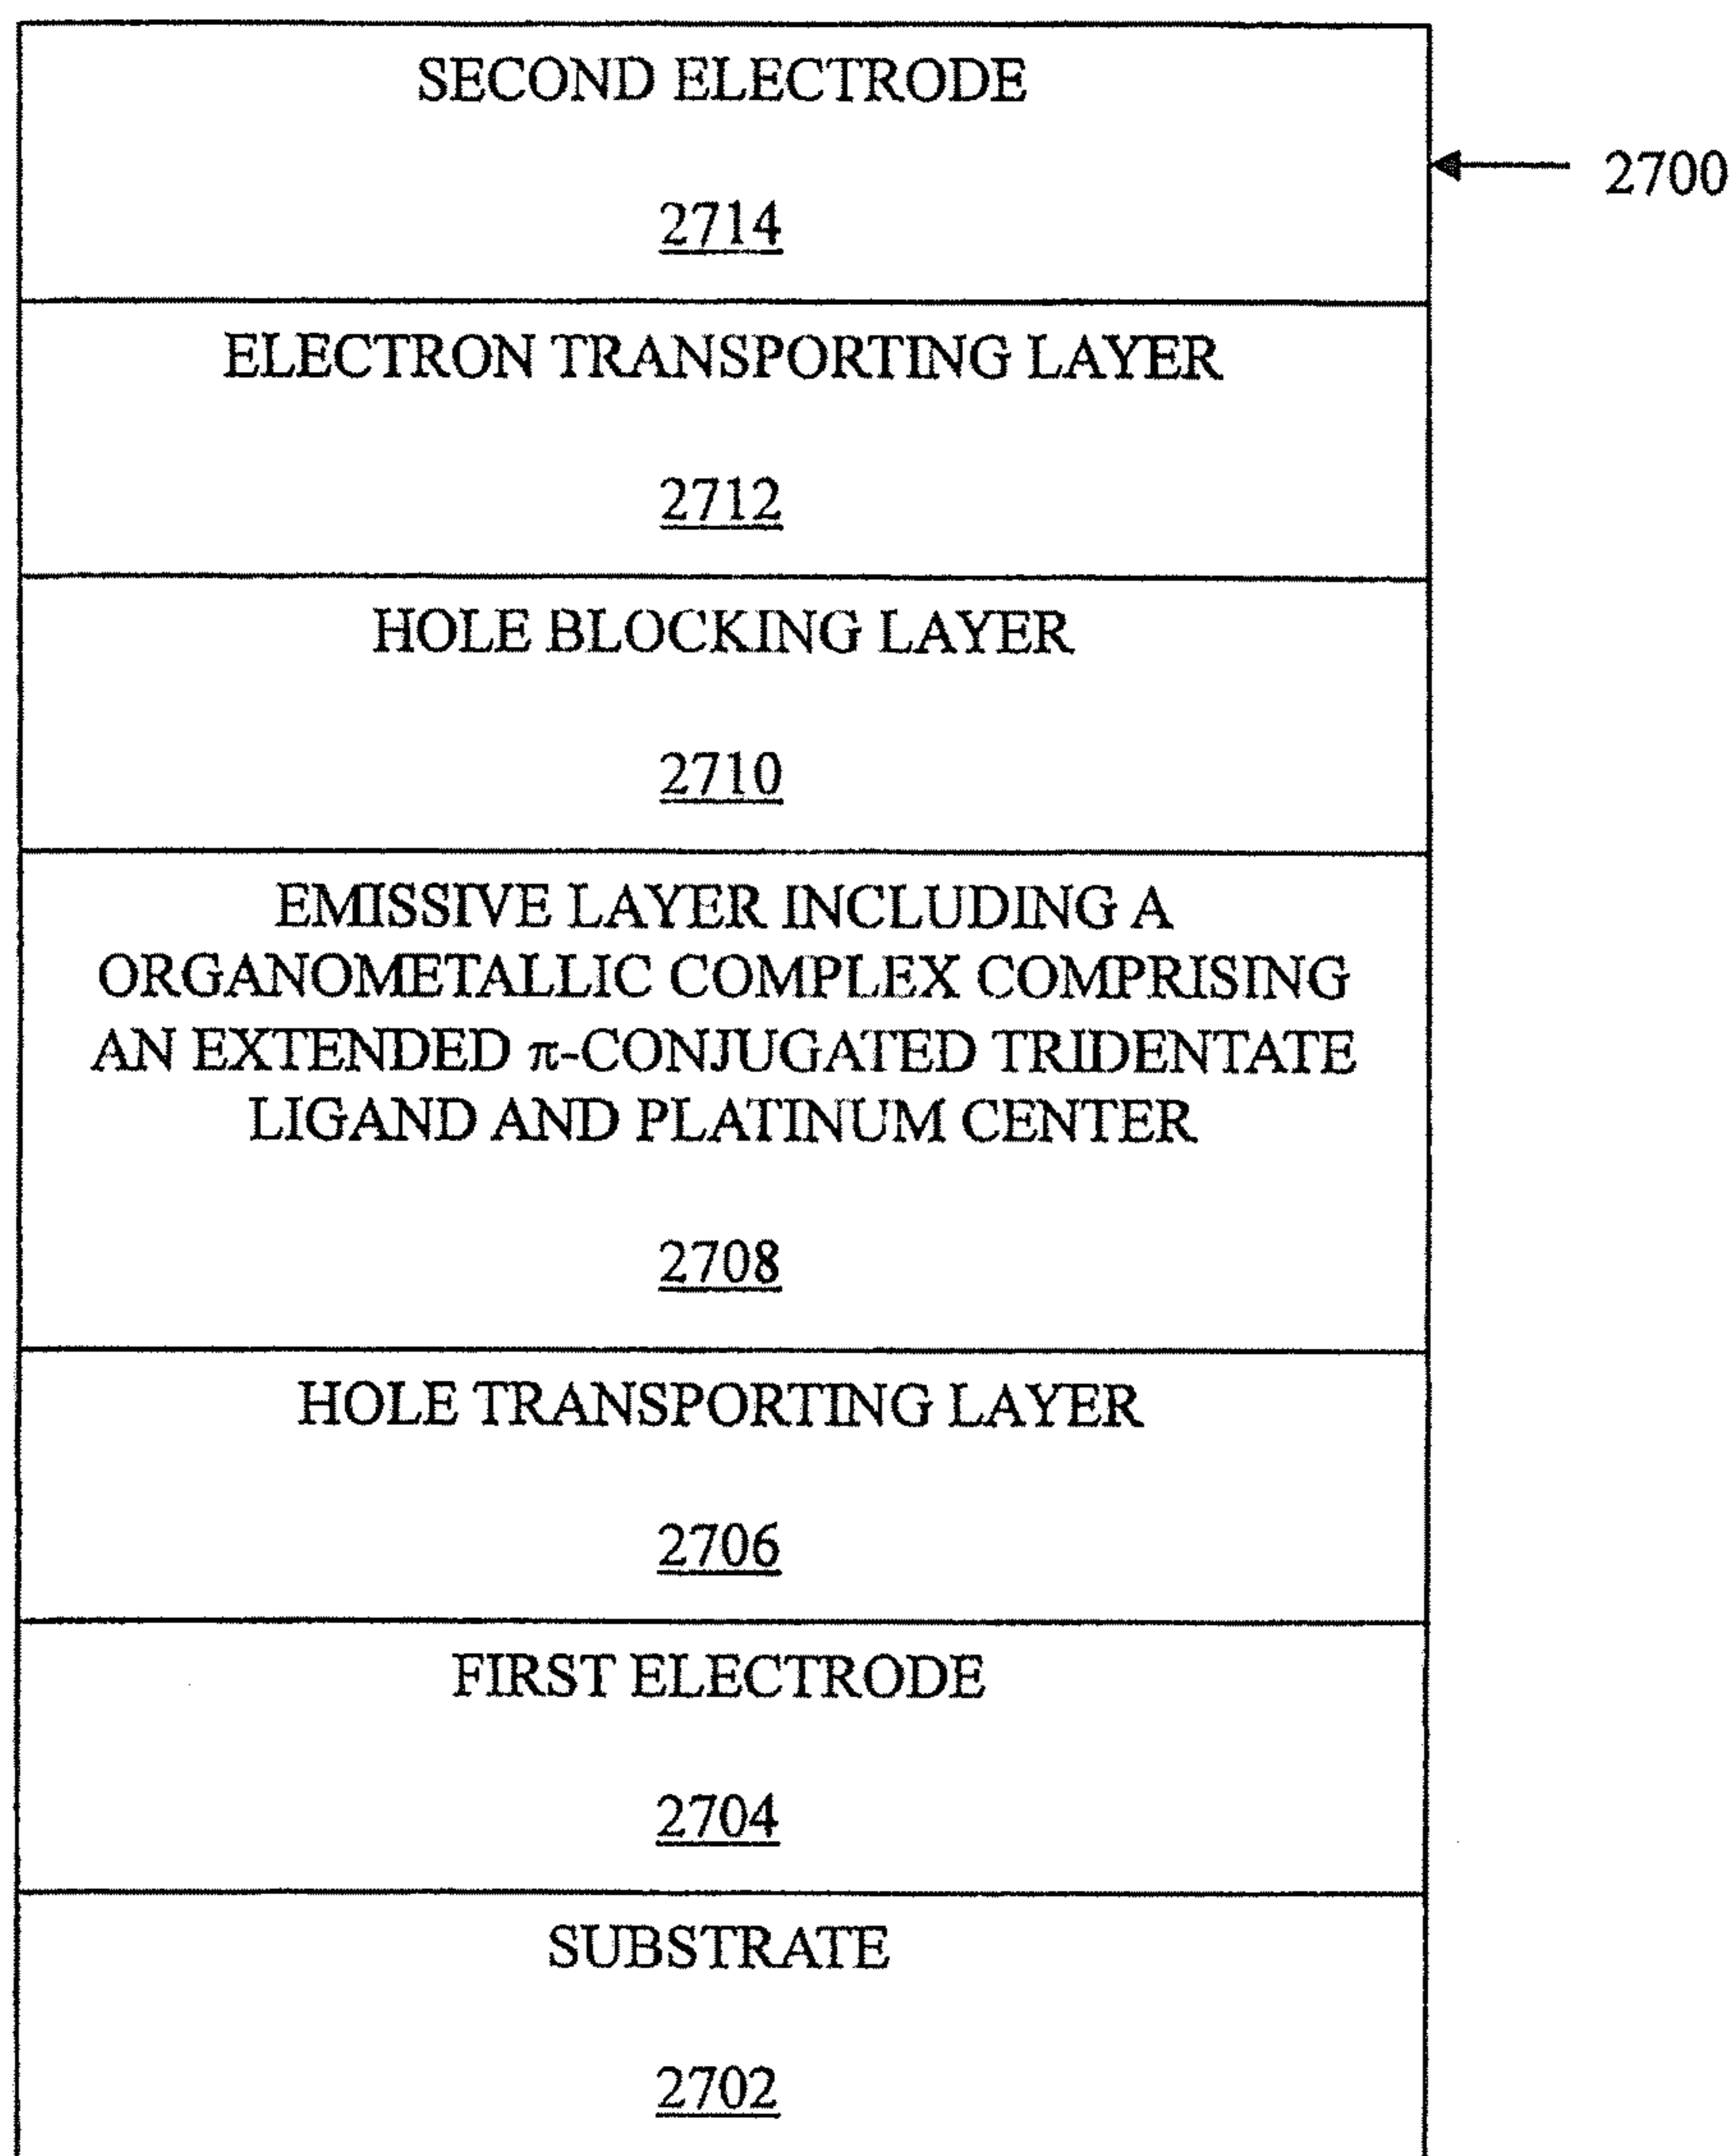 SECOND ELECTRODE
2700
2714
ELECTRON TRANSPORTING LAYER
2712
HOLE BLOCKING LAYER
2710
EMISSIVE LAYER INCLUDING A
ORGANOMETALLIC COMPLEX COMPRISING
AN EXTENDED π-CONJUGATED TRIDENTATE
LIGAND AND PLATINUM CENTER
2708
HOLE TRANSPORTING LAYER
2706
FIRST ELECTRODE
2704
SUBSTRATE
2702